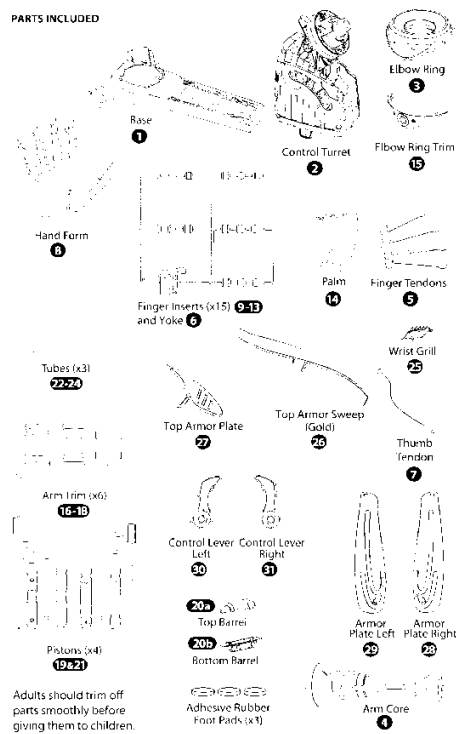 PARTS INCLUDED
Elbow Ring
3
Base
1
Control Turret
2
Elbow Ring Trim
15
Hand Form
8
Palm
14
Finger Tendons
5
Finger Inserts (x15) 9-13
and Yoke 6
Wrist Grill
25
Tubes (x3)
22-24
Top Armor Plate
27
Top Armor Sweep
(Gold)
26
Thumb
Tendon
7
Arm Trim (x6)
16-18
Control Lever
Left
30
Control Lever
Right
31
20a
Top Barrel
20b
Bottom Barrel
Armor
Plate Left
29
Armor
Plate Right
28
Pistons (x4)
19&21
Adhesive Rubber
Foot Pads (x3)
Arm Core
4
Adults should trim off
parts smoothly before
giving them to children.